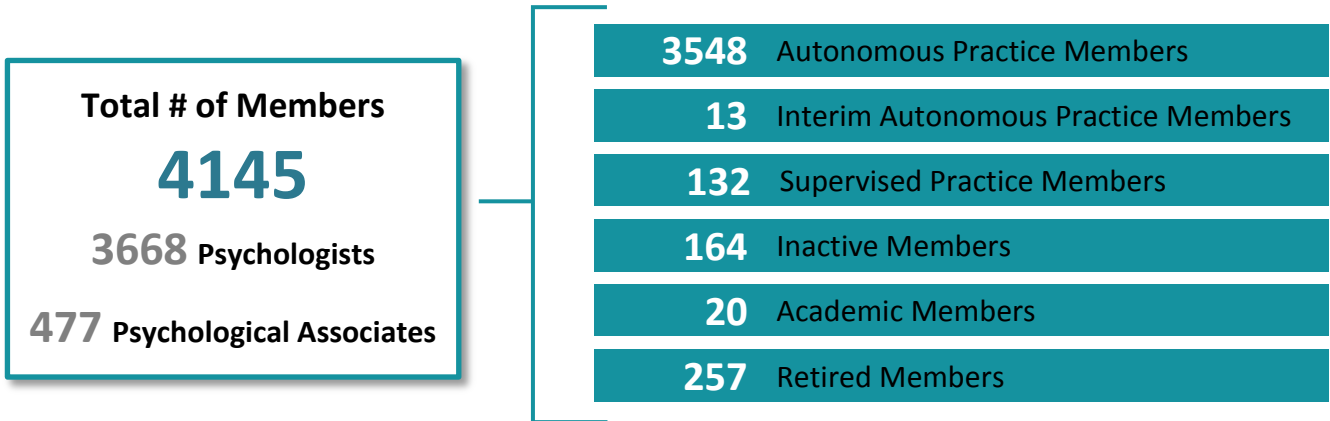 Total # of Members
4145
3668 Psychologists
477 Psychological Associates
3548 Autonomous Practice Members
13 Interim Autonomous Practice Members
132 Supervised Practice Members
164 Inactive Members
20 Academic Members
257 Retired Members